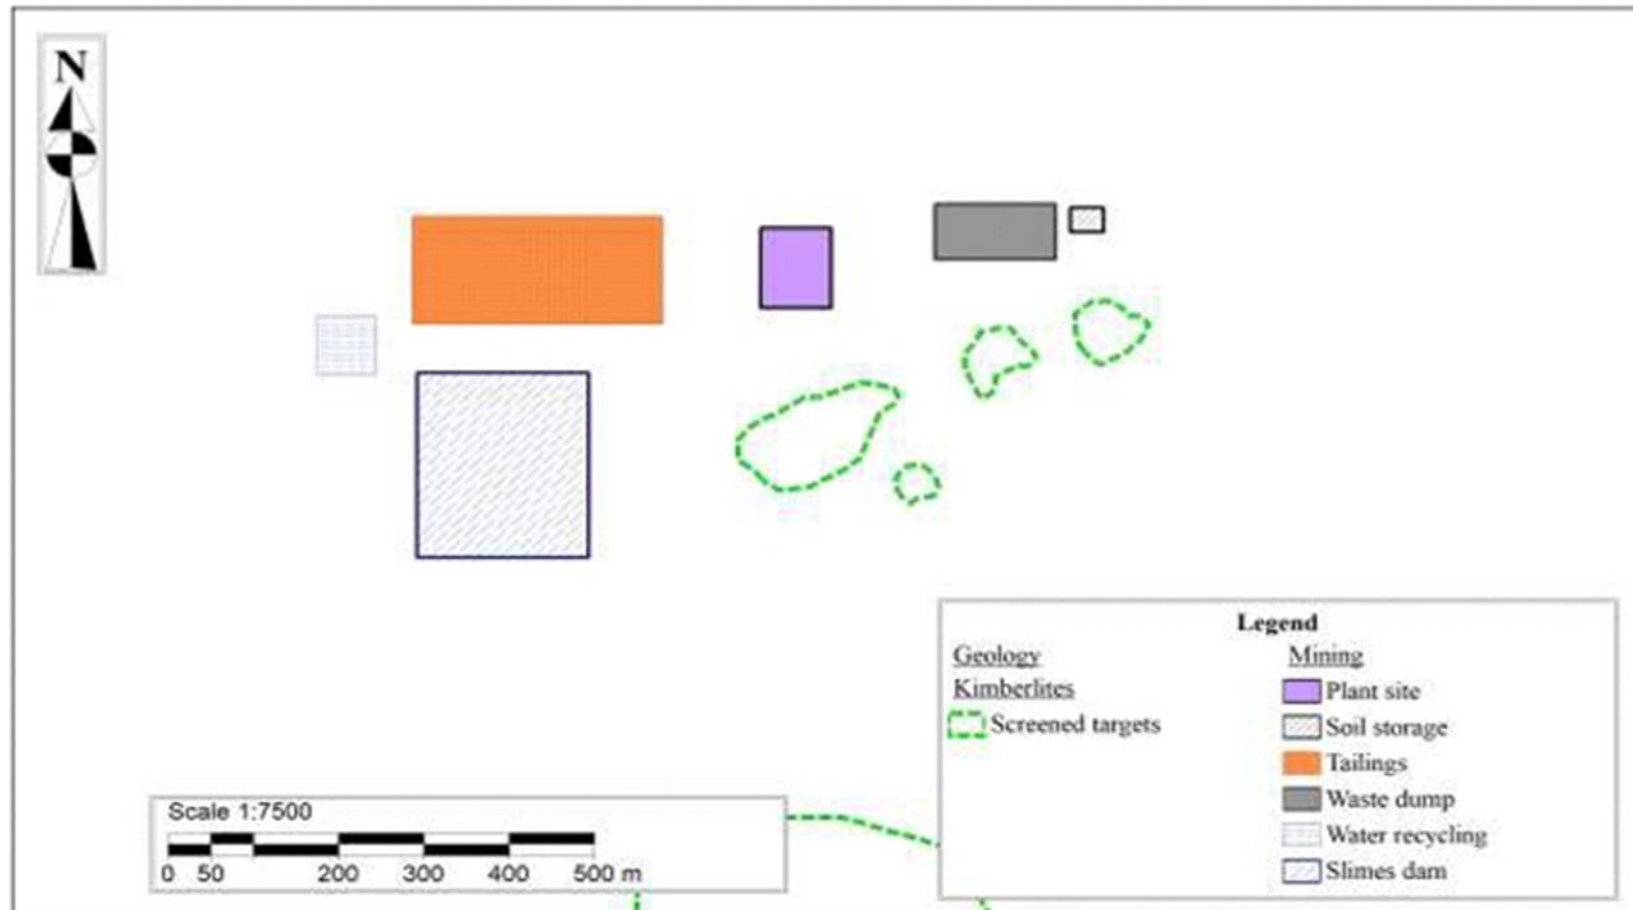 N
Legend
Geology
Mining
Kimberlites
Plant site
Screened targets
Soil storage
Tailings
Waste dump
Water recycling
Slimes dam
Scale 1:7500
0 50 200 300 400 500 m